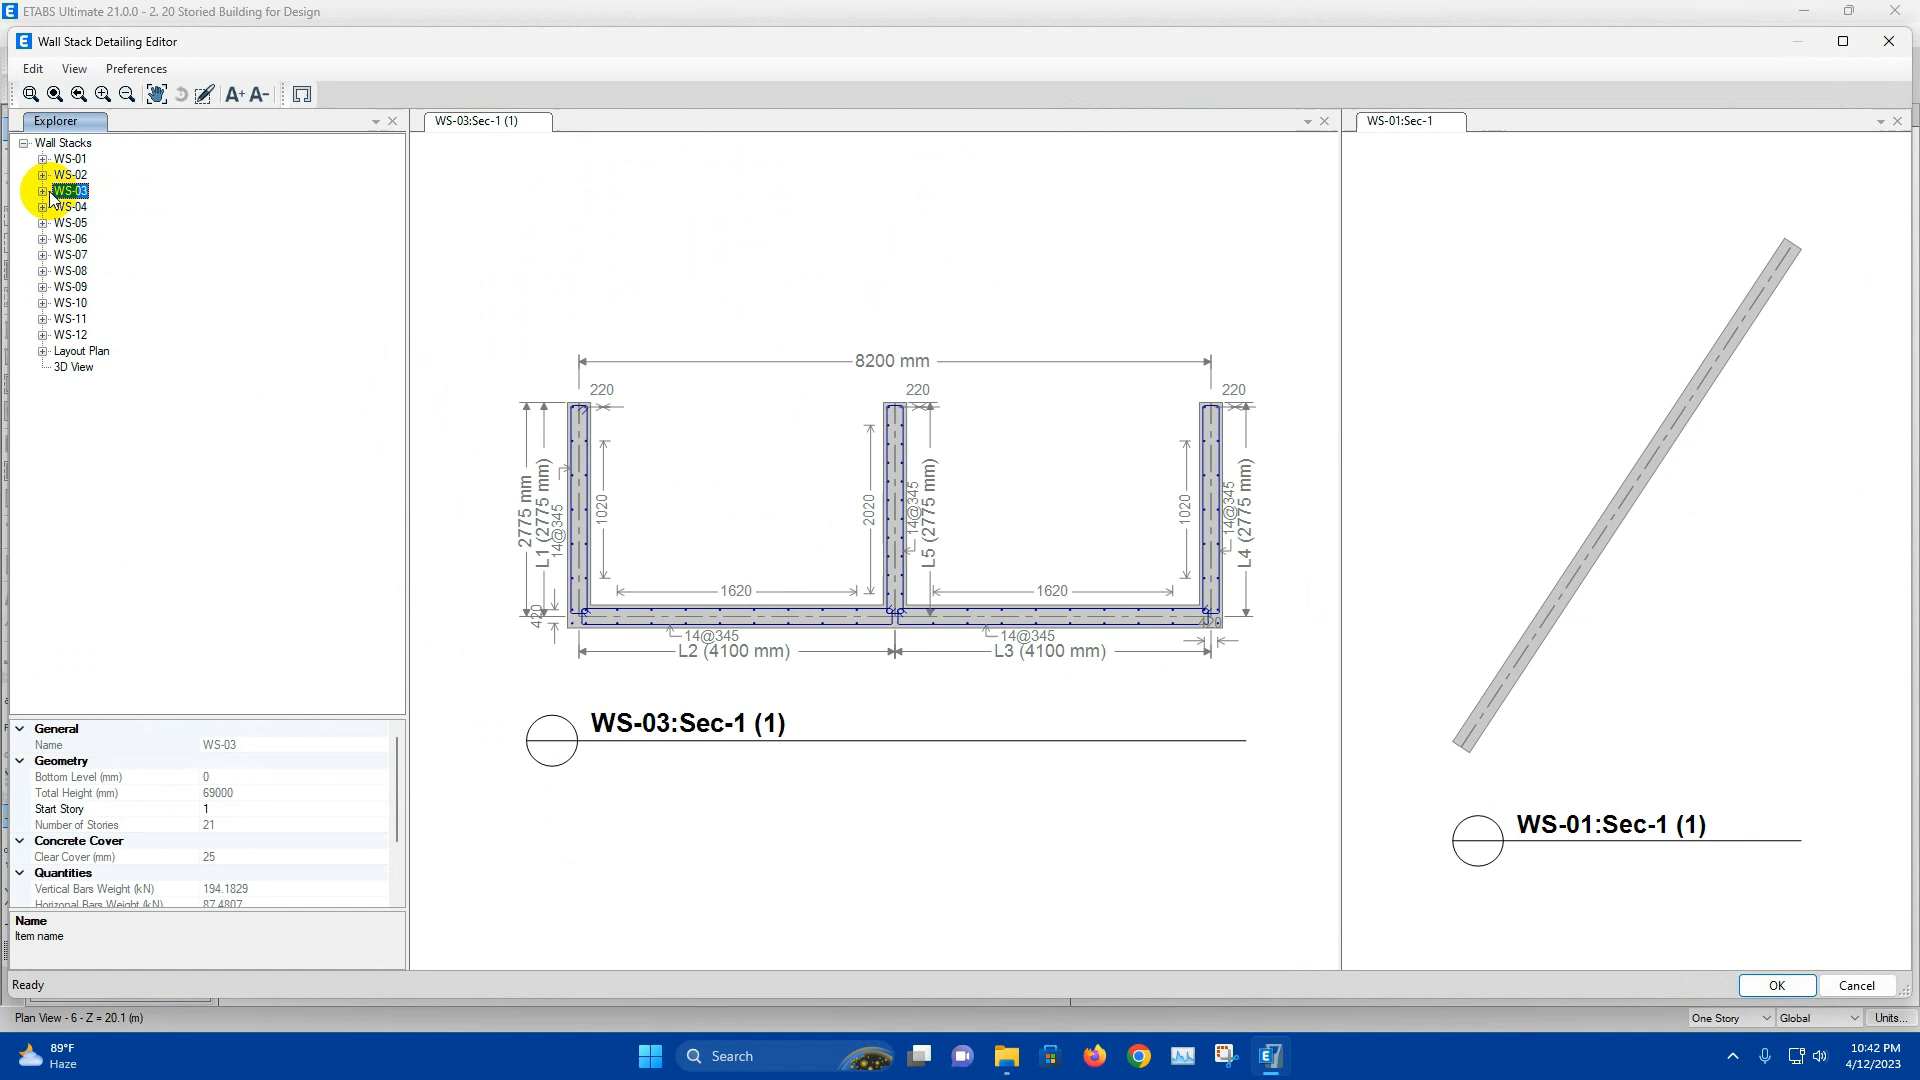 ETABS Ultimate 21.0.0 - 2. 20 Storied Building for Design
Wall Stack Detailing Editor
Edit View Preferences
A+ A-
Explorer
WS-03:Sec-1 (1)
WS-01:Sec-1
Wall Stacks
WS-01
WS-02
WS-03
WS-04
WS-05
WS-06
WS-07
WS-08
WS-09
WS-10
WS-11
WS-12
Layout Plan
3D View
8200 mm
220 220 220
2775 mm
L1 (2775 mm)
14@345
1020
2020
14@345
L5 (2775 mm)
1020
14@345
L4 (2775 mm)
1620 1620
420
420
14@345 14@345
L2 (4100 mm) L3 (4100 mm)
WS-03:Sec-1 (1)
WS-01:Sec-1 (1)
General
Name WS-03
Geometry
Bottom Level (mm) 0
Total Height (mm) 69000
Start Story 1
Number of Stories 21
Concrete Cover
Clear Cover (mm) 25
Quantities
Vertical Bars Weight (kN) 194.1829
Horizonal Bars Weight (kN) 87.4807
Name
Item name
Ready
OK Cancel
Plan View - 6 - Z = 20.1 (m)
One Story Global Units...
89°F
Haze
Search
10:42 PM
4/12/2023